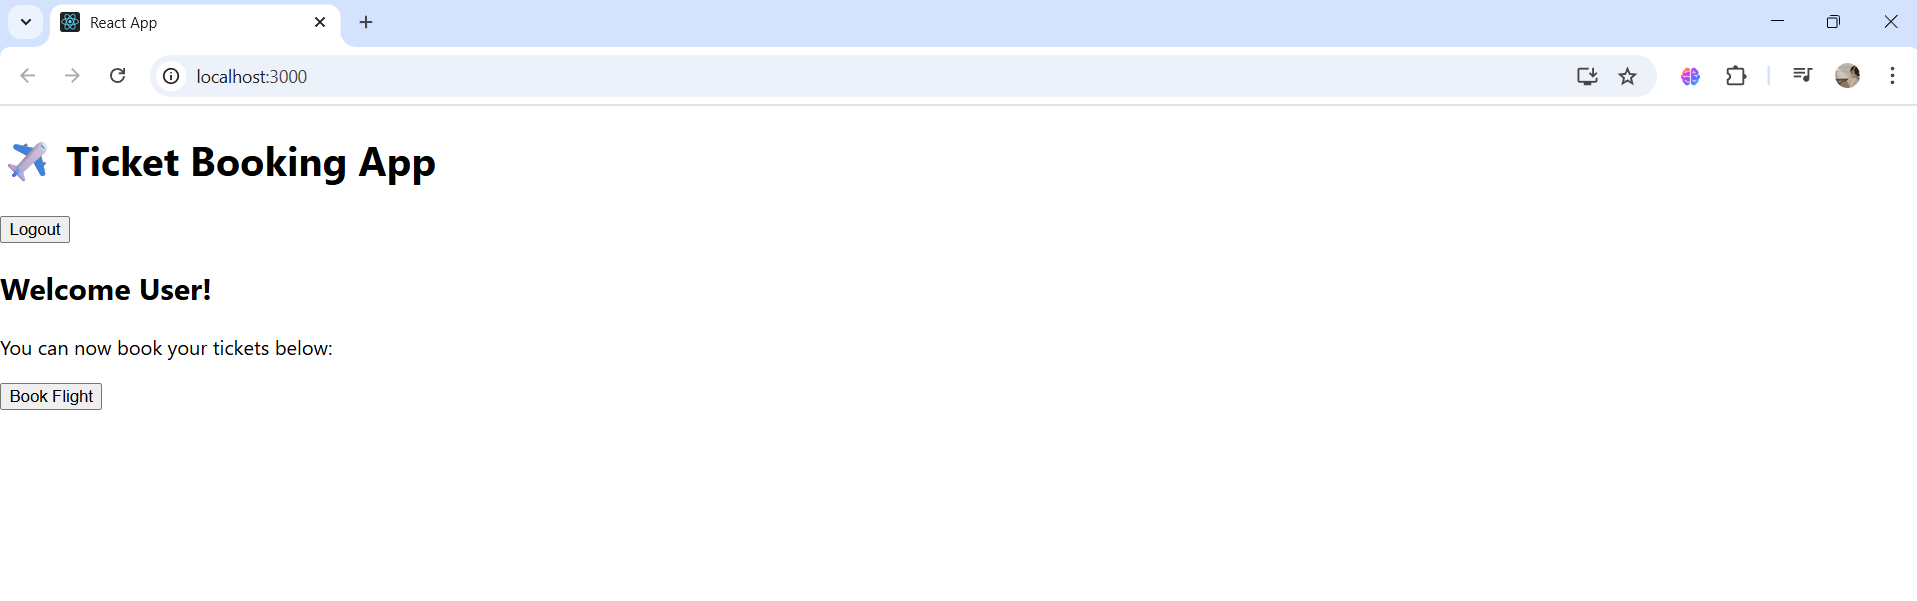 React App
localhost:3000
Ticket Booking App
Logout
Welcome User!
You can now book your tickets below:
Book Flight